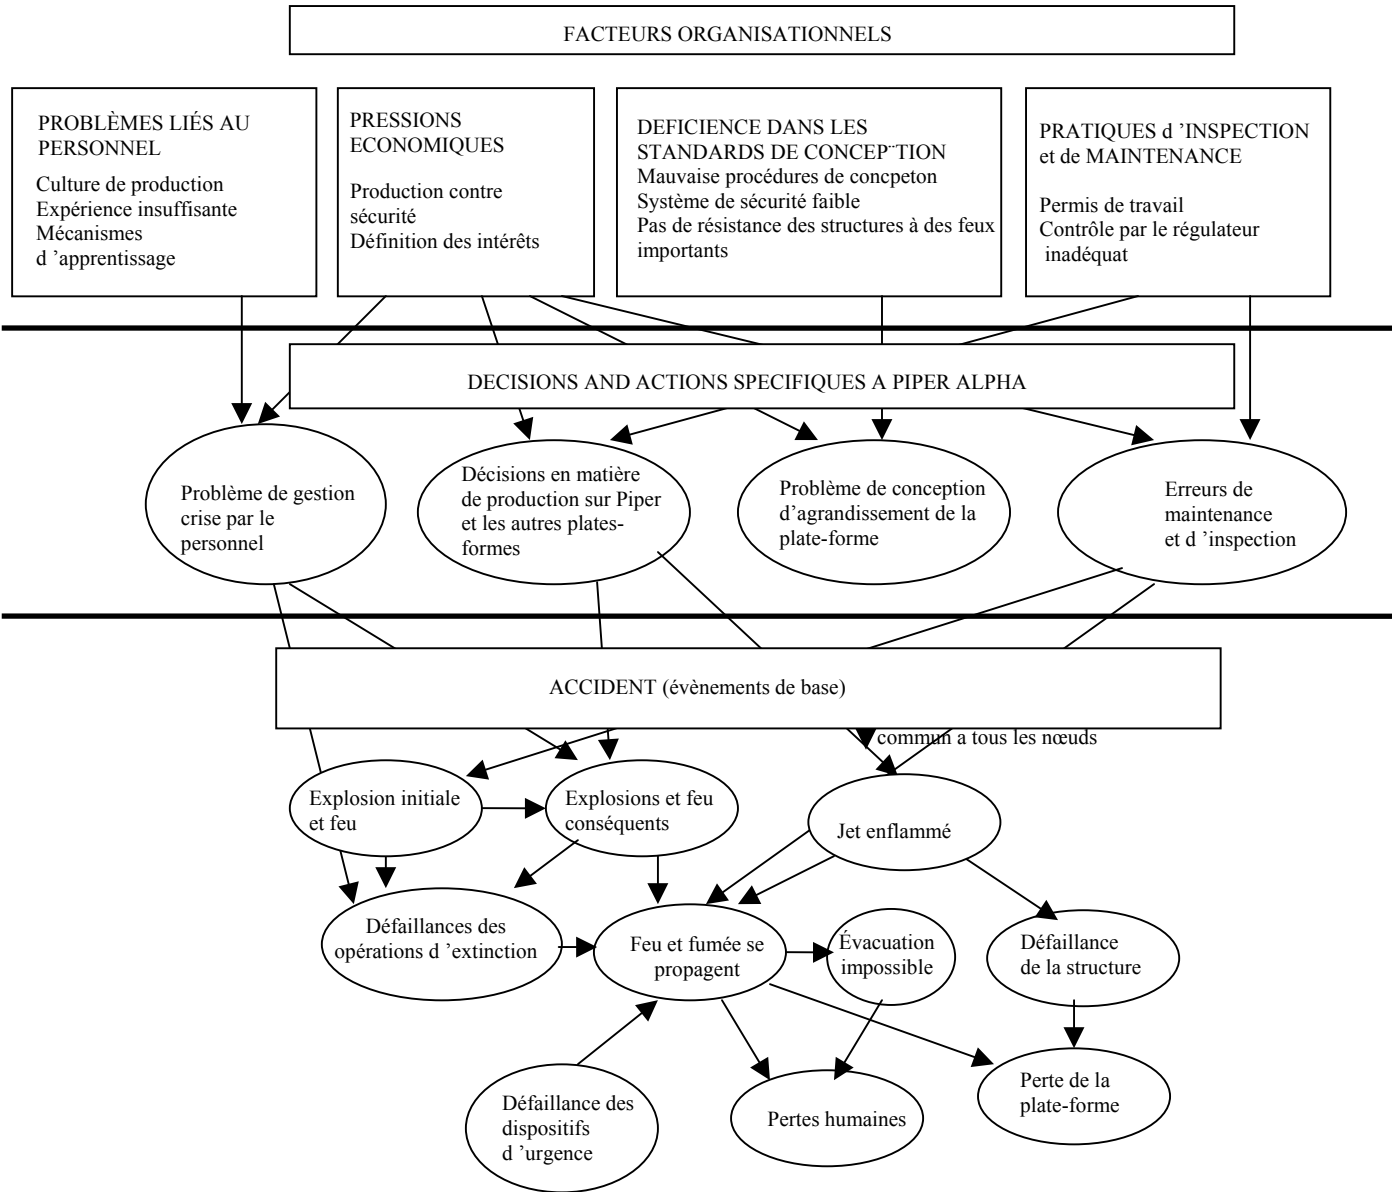 FACTEURS ORGANISATIONNELS
PROBLÈMES LIÉS AU
PERSONNEL
Culture de production
Expérience insuffisante
Mécanismes
d ’apprentissage
PRESSIONS
ECONOMIQUES
Production contre
sécurité
Définition des intérêts
DEFICIENCE DANS LES
STANDARDS DE CONCEP¨TION
Mauvaise procédures de concpeton
Système de sécurité faible
Pas de résistance des structures à des feux
importants
PRATIQUES d ’INSPECTION
et de MAINTENANCE
Permis de travail
Contrôle par le régulateur
inadéquat
DECISIONS AND ACTIONS SPECIFIQUES A PIPER ALPHA
Problème de gestion
crise par le
personnel
Décisions en matière
de production sur Piper
et les autres plates-
formes
Problème de conception
d’agrandissement de la
plate-forme
Erreurs de
maintenance
et d ’inspection
ACCIDENT (évènements de base)
commun a tous les nœuds
Explosion initiale
et feu
Explosions et feu
conséquents
Jet enflammé
Défaillances des
opérations d ’extinction
Feu et fumée se
propagent
Évacuation
impossible
Défaillance
de la structure
Défaillance des
dispositifs
d ’urgence
Pertes humaines
Perte de la
plate-forme